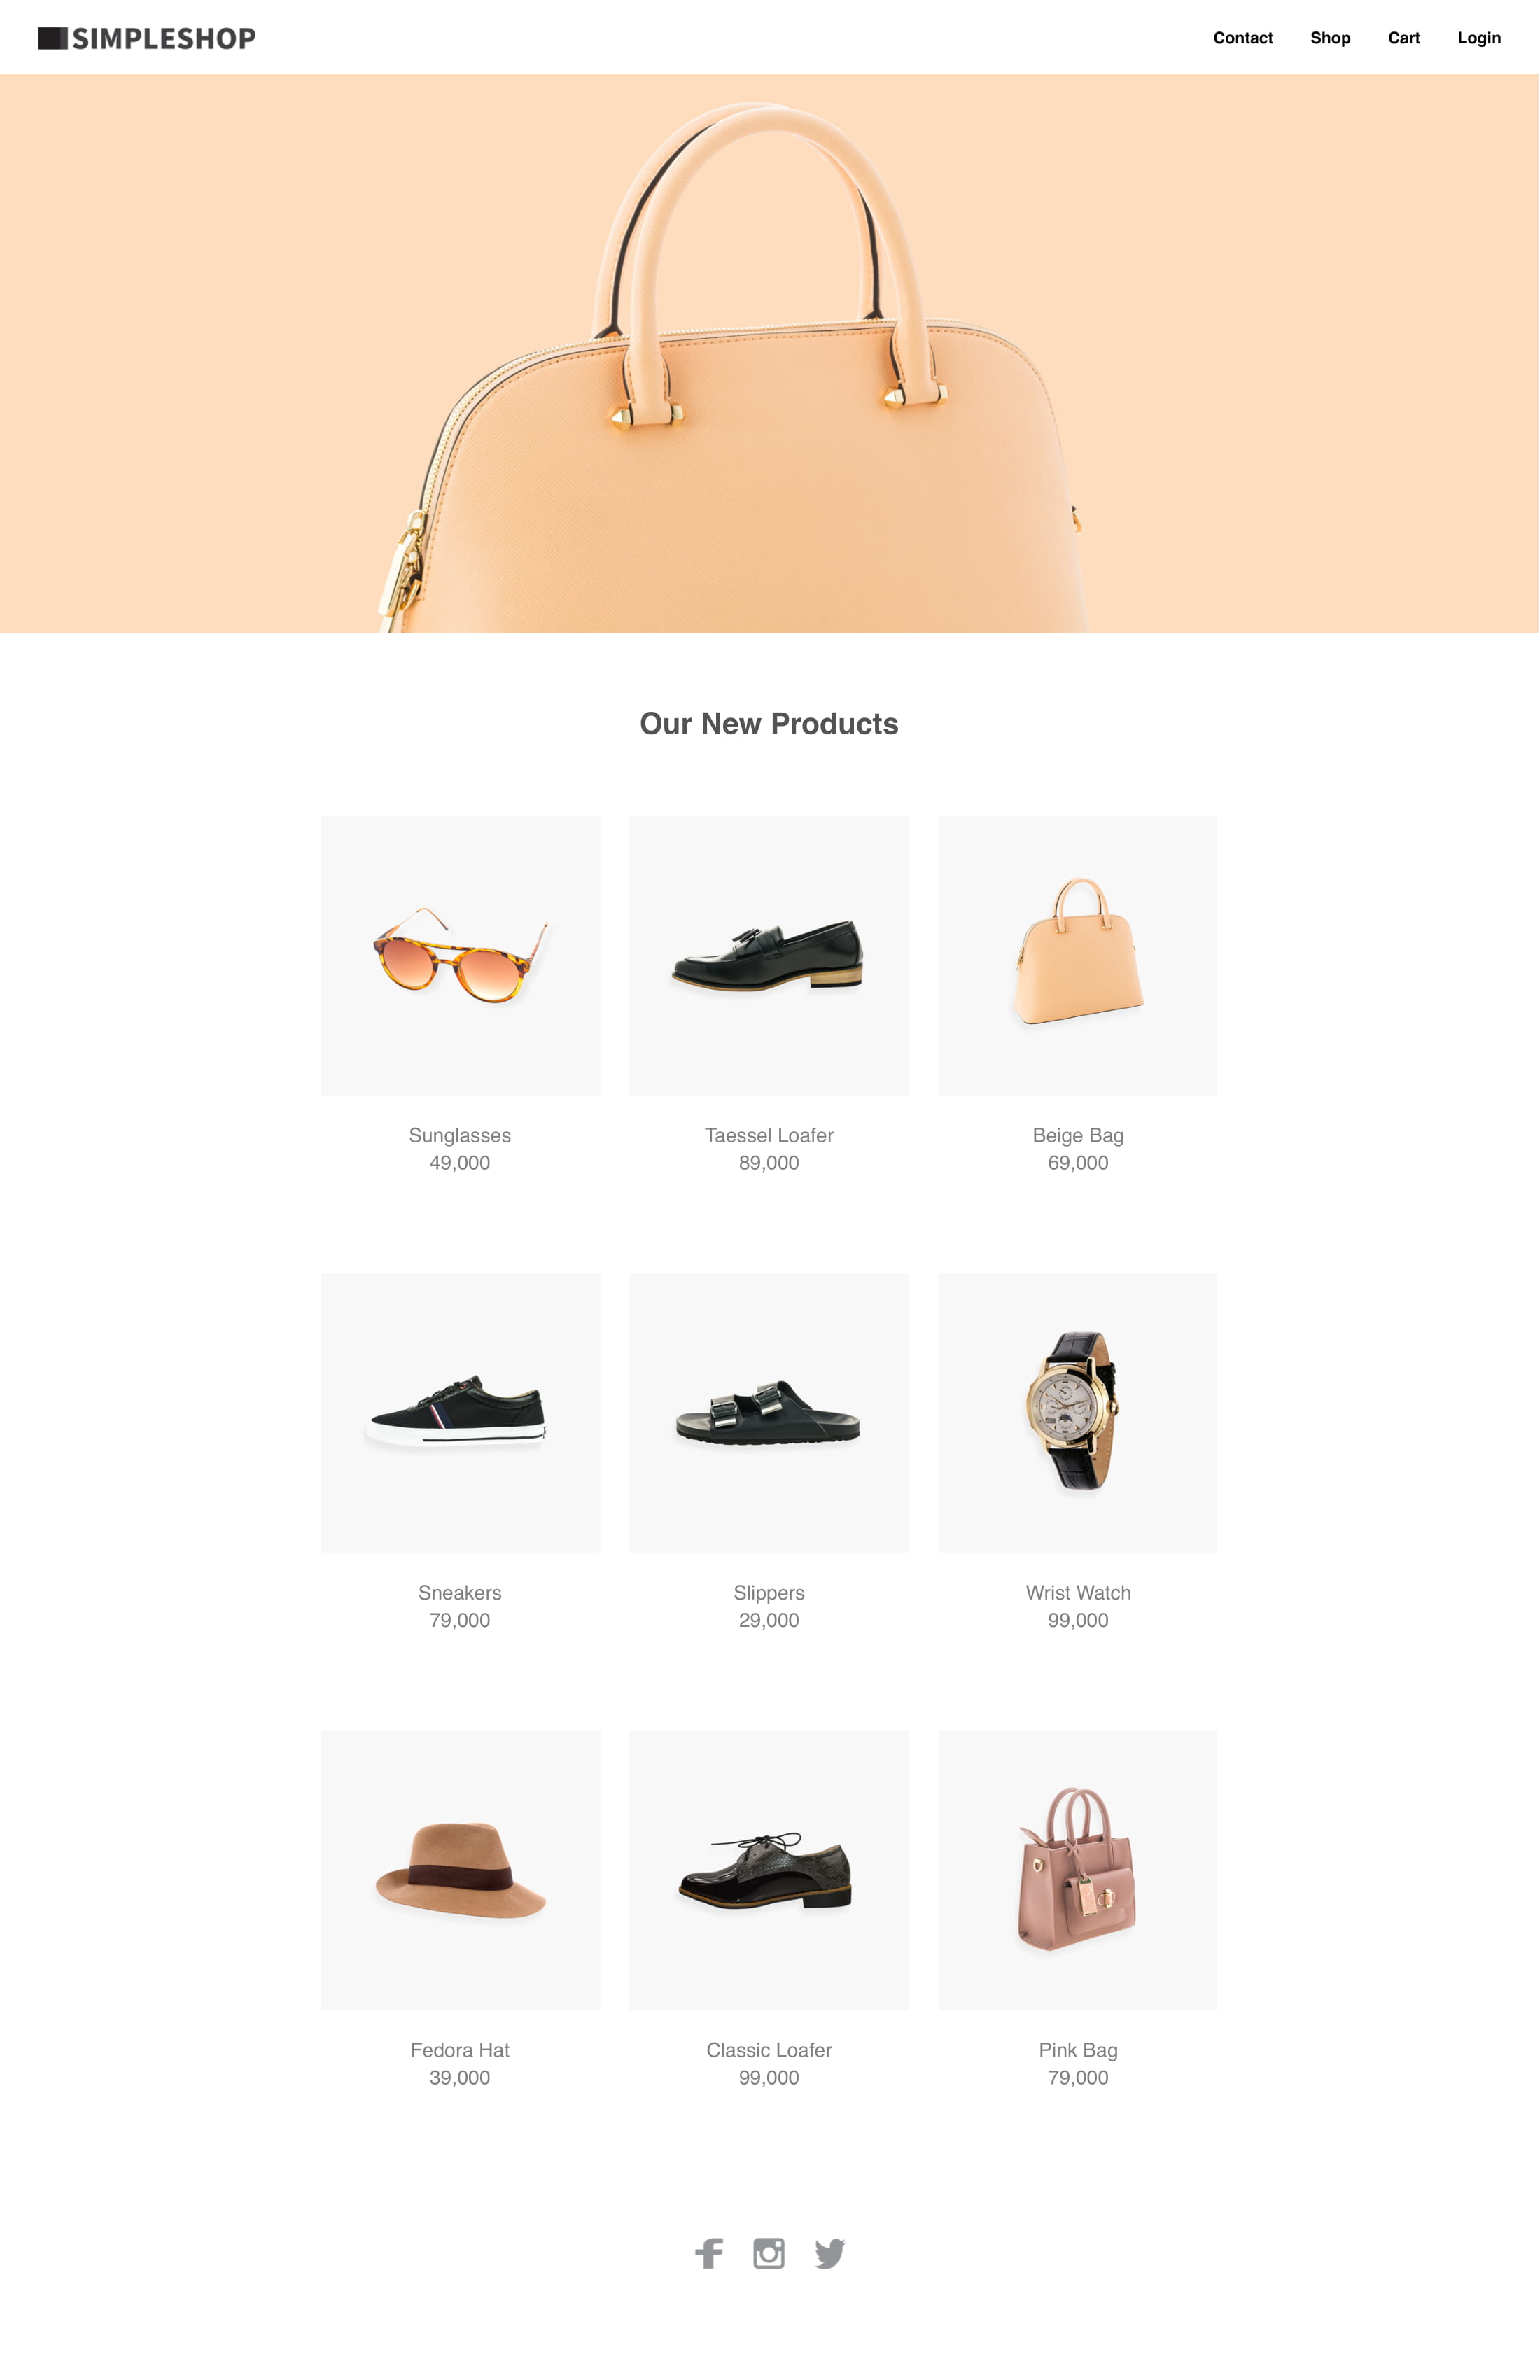 SIMPLESHOP
Contact Shop Cart Login
Our New Products
Sunglasses
49,000
Taessel Loafer
89,000
Beige Bag
69,000
Sneakers
79,000
Slippers
29,000
Wrist Watch
99,000
Fedora Hat
39,000
Classic Loafer
99,000
Pink Bag
79,000